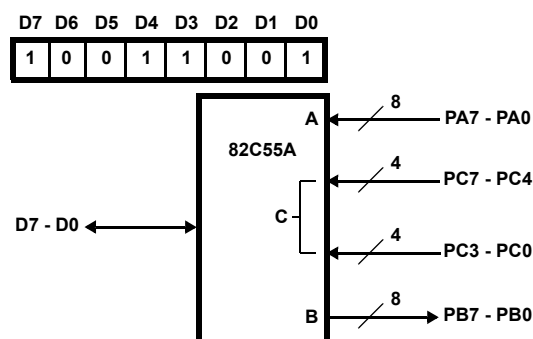 D7 D6 D5 D4 D3 D2 D1 D0
1 0 0 1 1 0 0 1
A 8 PA7 - PA0
82C55A
4 PC7 - PC4
D7 - D0 C
4 PC3 - PC0
B 8 PB7 - PB0